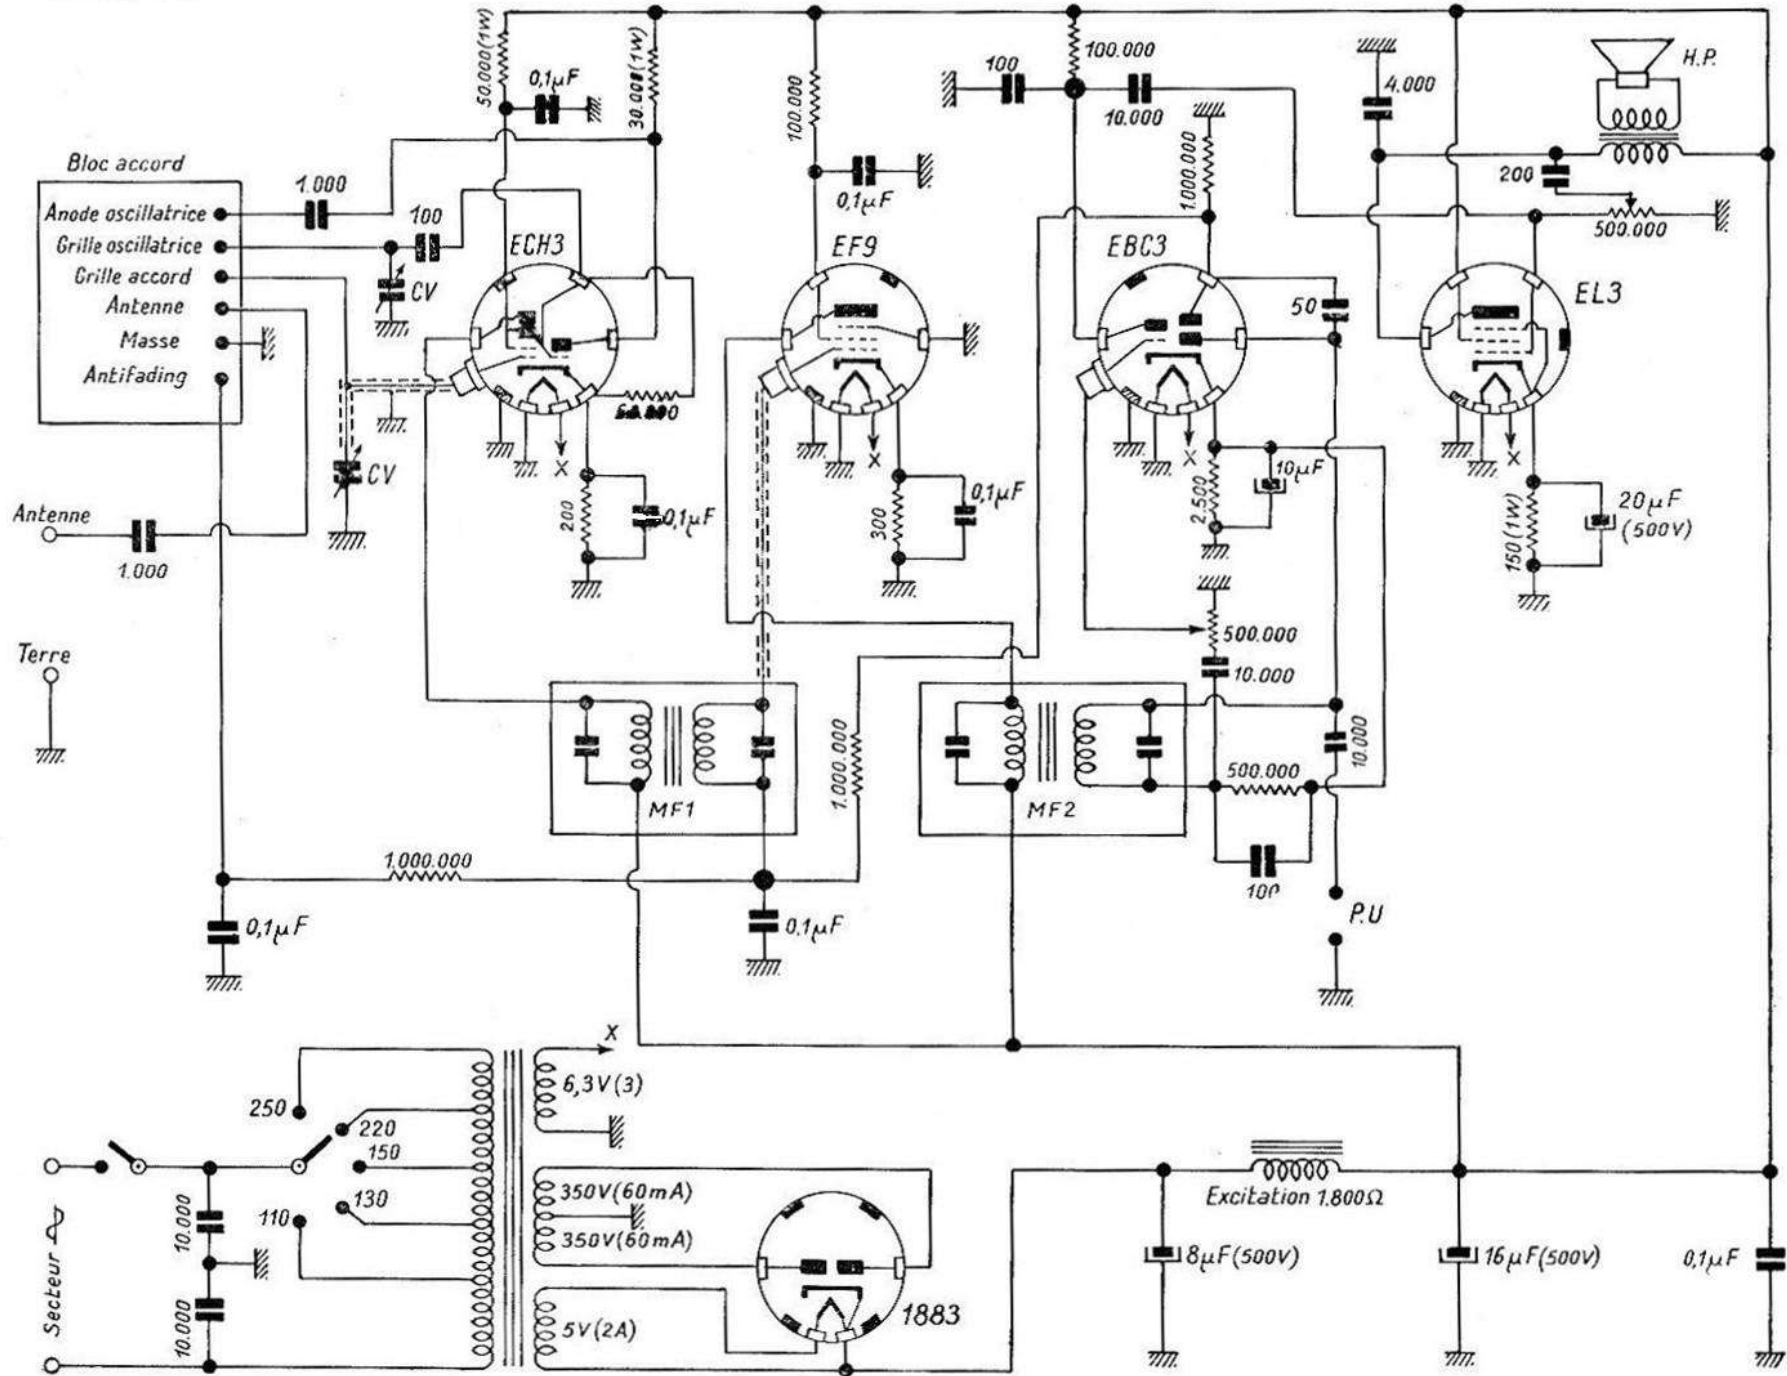 50.000(1W)
0,1µF
30.000(1W)
100.000
0,1µF
100
100.000
10.000
1.000.000
4.000
H.P.
200
500.000
Bloc accord
Anode oscillatrice
Grille oscillatrice
Grille accord
Antenne
Masse
Antifading
1.000
100
CV
CV
ECH3
EF9
EBC3
EL3
50
X
X
X
X
200
0,1µF
300
0,1µF
2.500
10µF
150(1W)
20µF
(500V)
Antenne
1.000
Terre
500.000
10.000
MF1
1.000.000
MF2
500.000
10.000
100
P.U
1.000.000
0,1µF
0,1µF
X
6,3V(3)
250
220
150
130
110
10.000
10.000
Secteur
350V(60mA)
350V(60mA)
5V(2A)
1883
Excitation 1.800Ω
8µF(500V)
16µF(500V)
0,1µF